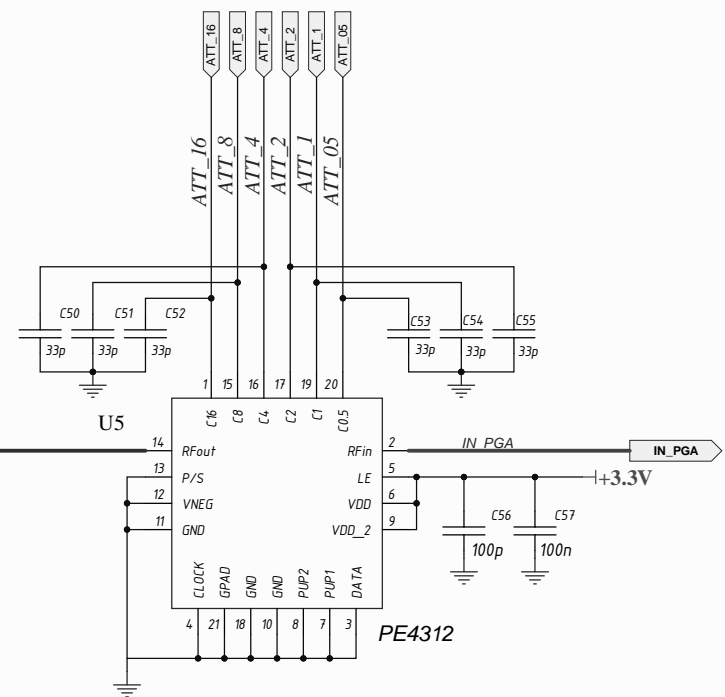 ATT_16
ATT_8
ATT_4
ATT_2
ATT_1
ATT_05
ATT_16
ATT_8
ATT_4
ATT_2
ATT_1
ATT_05
C50
C51
C52
C53
C54
C55
33p
33p
33p
33p
33p
33p
1
15
16
17
19
20
U5
C16
C8
C4
C2
C1
C0.5
14
RFout
RFin
2
IN_PGA
IN_PGA
13
P/S
LE
5
+3.3V
12
VNEG
VDD
6
11
GND
VDD_2
9
C56
C57
100p
100n
CLOCK
GPAD
GND
GND
PUP2
PUP1
DATA
4
21
18
10
8
7
3
PE4312